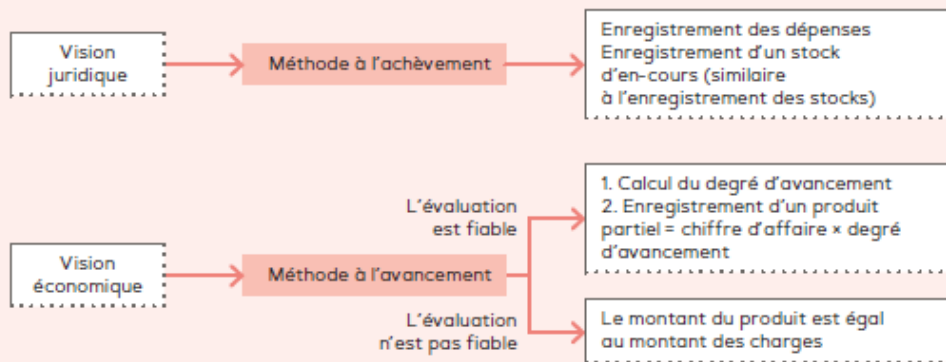 Vision
juridique
Méthode à l'achèvement
Enregistrement des dépenses
Enregistrement d'un stock
d'en-cours (similaire
à l'enregistrement des stocks)
Vision
économique
Méthode à l'avancement
L'évaluation
est fiable
1. Calcul du degré d'avancement
2. Enregistrement d'un produit
partiel = chiffre d'affaire × degré
d'avancement
L'évaluation
n'est pas fiable
Le montant du produit est égal
au montant des charges